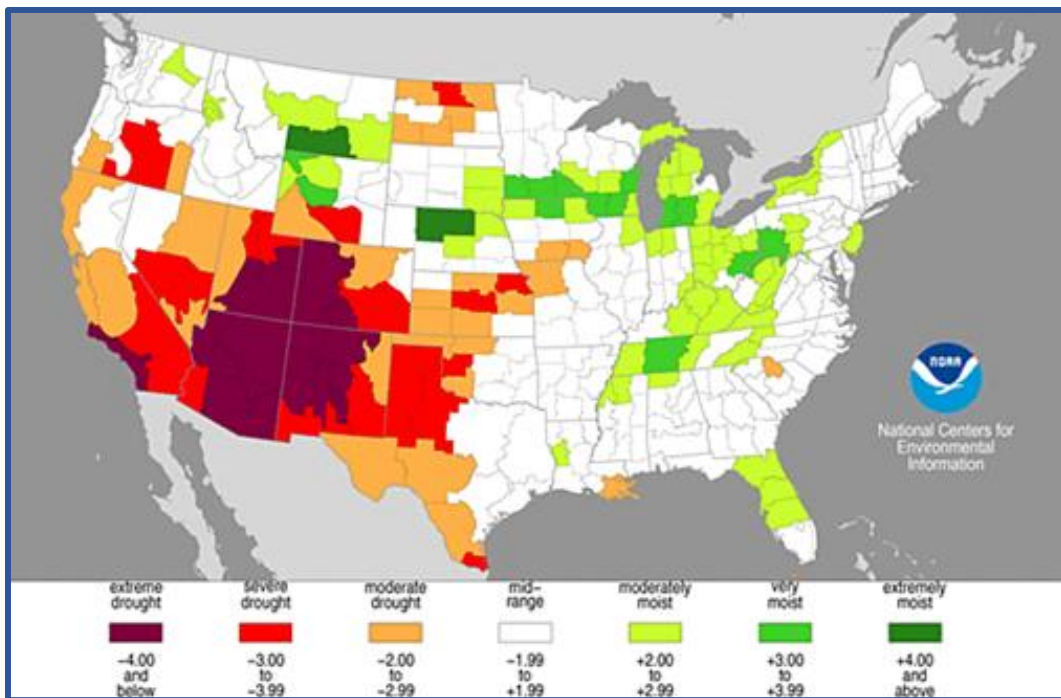 NOAA
National Centers for
Environmental
Information
extreme drought
severe drought
moderate drought
mid-range
moderately moist
very moist
extremely moist
-4.00 and below
-3.00 to -3.99
-2.00 to -2.99
-1.99 to +1.99
+2.00 to +2.99
+3.00 to +3.99
+4.00 and above